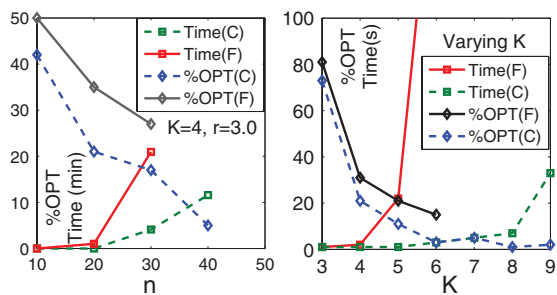 50
40
30
20
10
0
10
20
30
40
50
n
%OPT
Time (min)
Time(C)
Time(F)
%OPT(C)
%OPT(F)
K=4, r=3.0
100
80
60
40
20
0
3
4
5
6
7
8
9
K
%OPT
Time(s)
Varying K
Time(F)
Time(C)
%OPT(F)
%OPT(C)